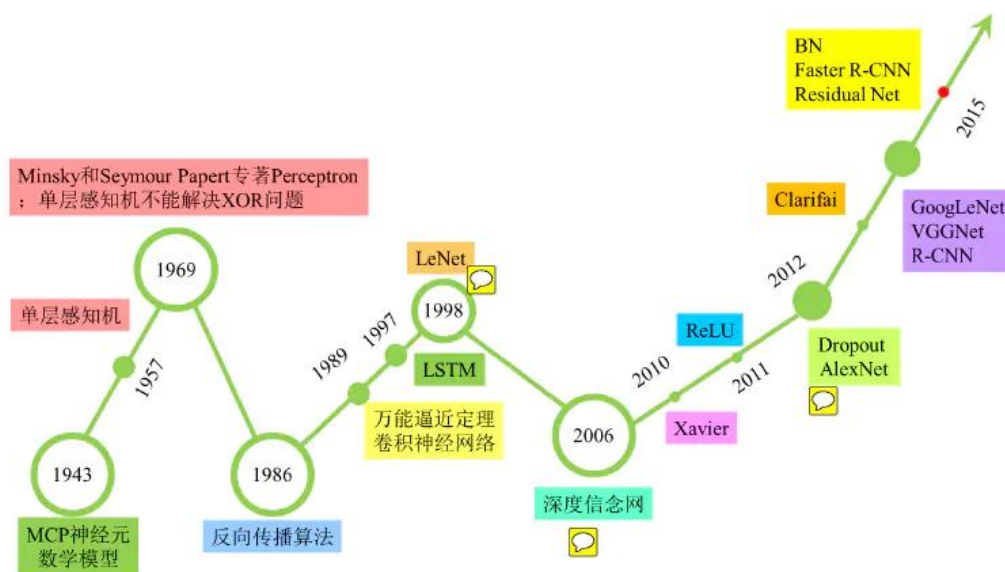 BN
Faster R-CNN
Residual Net
2015
Minsky和Seymour Papert专著Perceptron
：单层感知机不能解决XOR问题
Clarifai
GoogLeNet
VGGNet
R-CNN
1969
LeNet
2012
单层感知机
1957
1989
1997
1998
LSTM
ReLU
2010
2011
Dropout
AlexNet
万能逼近定理
卷积神经网络
Xavier
2006
1943
1986
深度信念网
MCP神经元
数学模型
反向传播算法